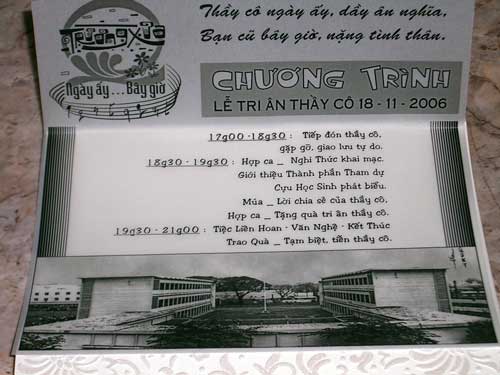 Trường Xưa
Ngày ấy...Bây giờ
Thầy cô ngày ấy, dầy ân nghĩa,
Bạn cũ bây giờ, nặng tình thân.
CHƯƠNG TRÌNH
LỄ TRI ÂN THẦY CÔ 18 - 11 - 2006
17g00 - 18g30 : Tiếp đón thầy cô,
gặp gỡ, giao lưu tự do.
18g30 - 19g30 : Hợp ca _ Nghi Thức khai mạc.
Giới thiệu Thành phần Tham dự
Cựu Học Sinh phát biểu.
Múa _ Lời chia sẻ của thầy cô.
Hợp ca _ Tặng quà tri ân thầy cô.
19g30 - 21g00 : Tiệc Liên Hoan - Văn Nghệ - Kết Thúc
Trao Quà _ Tạm biệt, tiễn thầy cô.